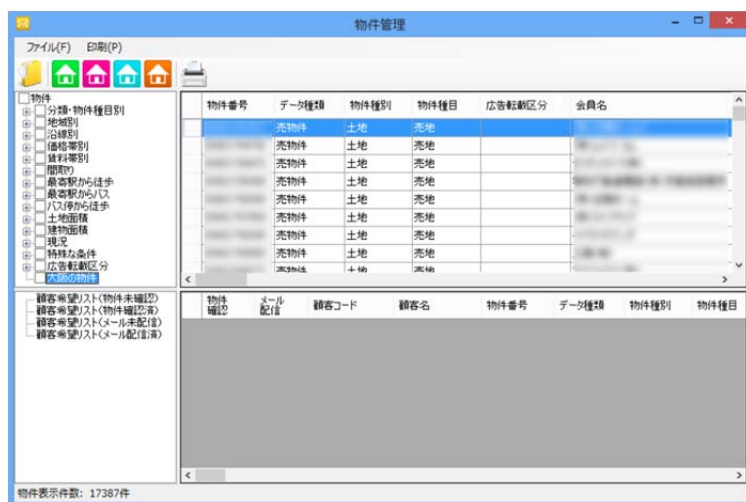 物件管理
ファイル(F) 印刷(P)
物件
分類・物件種目別
地域別
沿線別
価格帯別
賃料帯別
間取り
最寄駅から徒歩
最寄駅からバス
バス停から徒歩
土地面積
建物面積
現況
特殊な条件
広告転載区分
大阪の物件
物件番号 データ種類 物件種別 物件種目 広告転載区分 会員名
売物件 土地 売地
売物件 土地 売地
売物件 土地 売地
売物件 土地 売地
売物件 土地 売地
売物件 土地 売地
売物件 土地 売地
売物件 土地 売地
売物件 土地 売地
顧客希望リスト(物件未確認)
顧客希望リスト(物件確認済)
顧客希望リスト(メール未配信)
顧客希望リスト(メール配信済)
物件確認 メール配信 顧客コード 顧客名 物件番号 データ種類 物件種別 物件種目
物件表示件数: 17387件